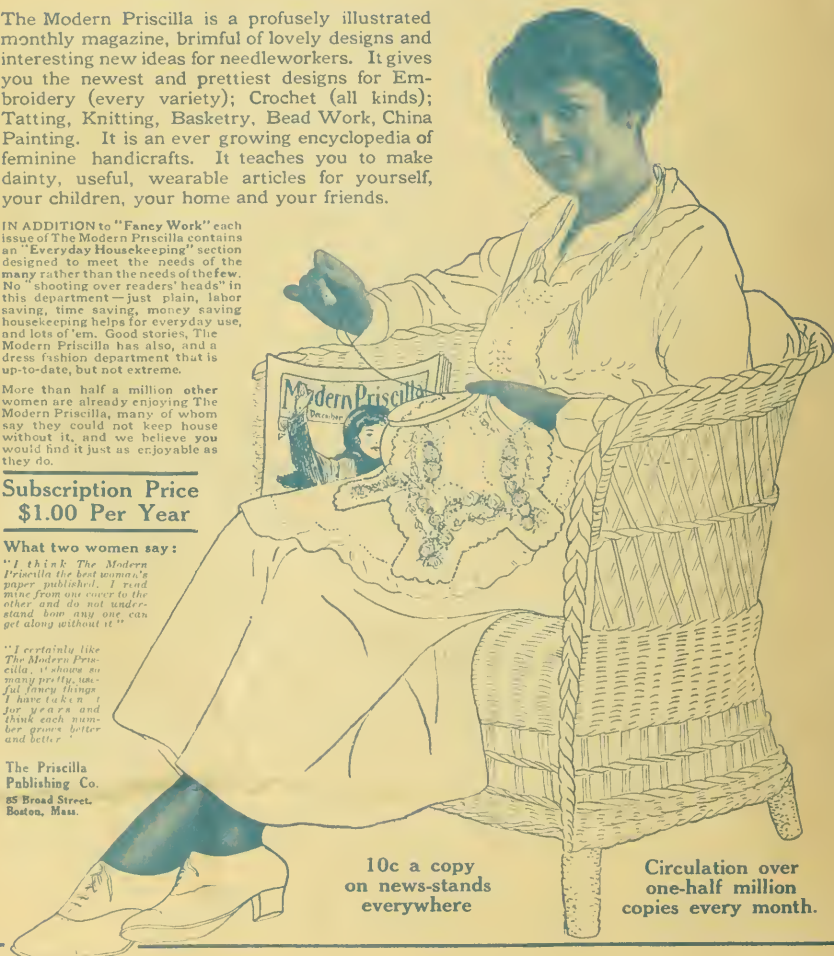 The Modern Priscilla is a profusely illustrated
monthly magazine, brimful of lovely designs and
interesting new ideas for needleworkers. It gives
you the newest and prettiest designs for Em-
broidery (every variety); Crochet (all kinds);
Tatting, Knitting, Basketry, Bead Work, China
Painting. It is an ever growing encyclopedia of
feminine handicrafts. It teaches you to make
dainty, useful, wearable articles for yourself,
your children, your home and your friends.
IN ADDITION to "Fancy Work" each
issue of The Modern Priscilla contains
an "Everyday Housekeeping" section
designed to meet the needs of the
many rather than the needs of the few.
No "shooting over readers' heads" in
this department—just plain, labor
saving, time saving, money saving
housekeeping helps for everyday use,
and lots of 'em. Good stories, The
Modern Priscilla has also, and a
dress fashion department that is
up-to-date, but not extreme.
More than half a million other
women are already enjoying The
Modern Priscilla, many of whom
say they could not keep house
without it, and we believe you
would find it just as enjoyable as
they do.
Modern Priscilla
December
Subscription Price
$1.00 Per Year
What two women say:
"I think The Modern
Priscilla the best woman's
paper published. I read
mine from one cover to the
other and do not under-
stand how any one can
get along without it"
"I certainly like
The Modern Pris-
cilla, it shows so
many pretty, use-
ful fancy things
I have taken it
for years and
think each num-
ber grows better
and better"
The Priscilla
Publishing Co.
85 Broad Street,
Boston, Mass.
10c a copy
on news-stands
everywhere
Circulation over
one-half million
copies every month.